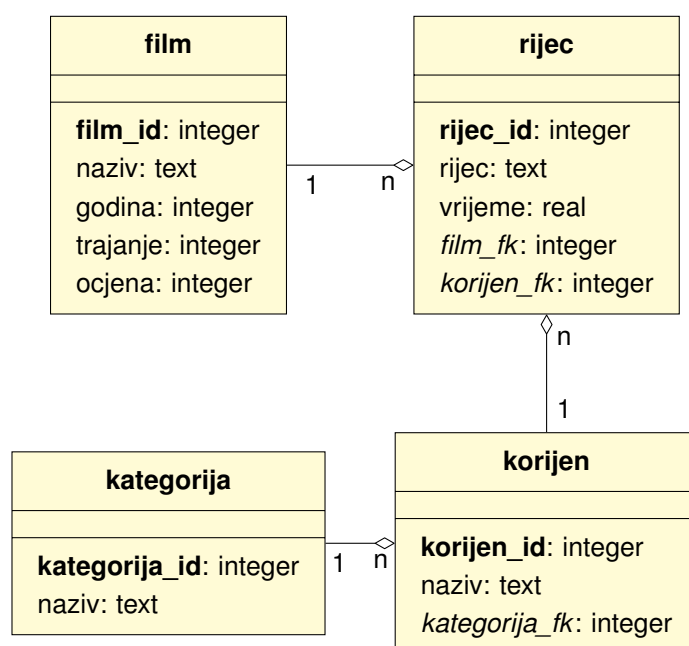 film
film_id: integer
naziv: text
godina: integer
trajanje: integer
ocjena: integer
1
n
rijec
rijec_id: integer
rijec: text
vrijeme: real
film_fk: integer
korijen_fk: integer
n
1
kategorija
kategorija_id: integer
naziv: text
1
n
korijen
korijen_id: integer
naziv: text
kategorija_fk: integer